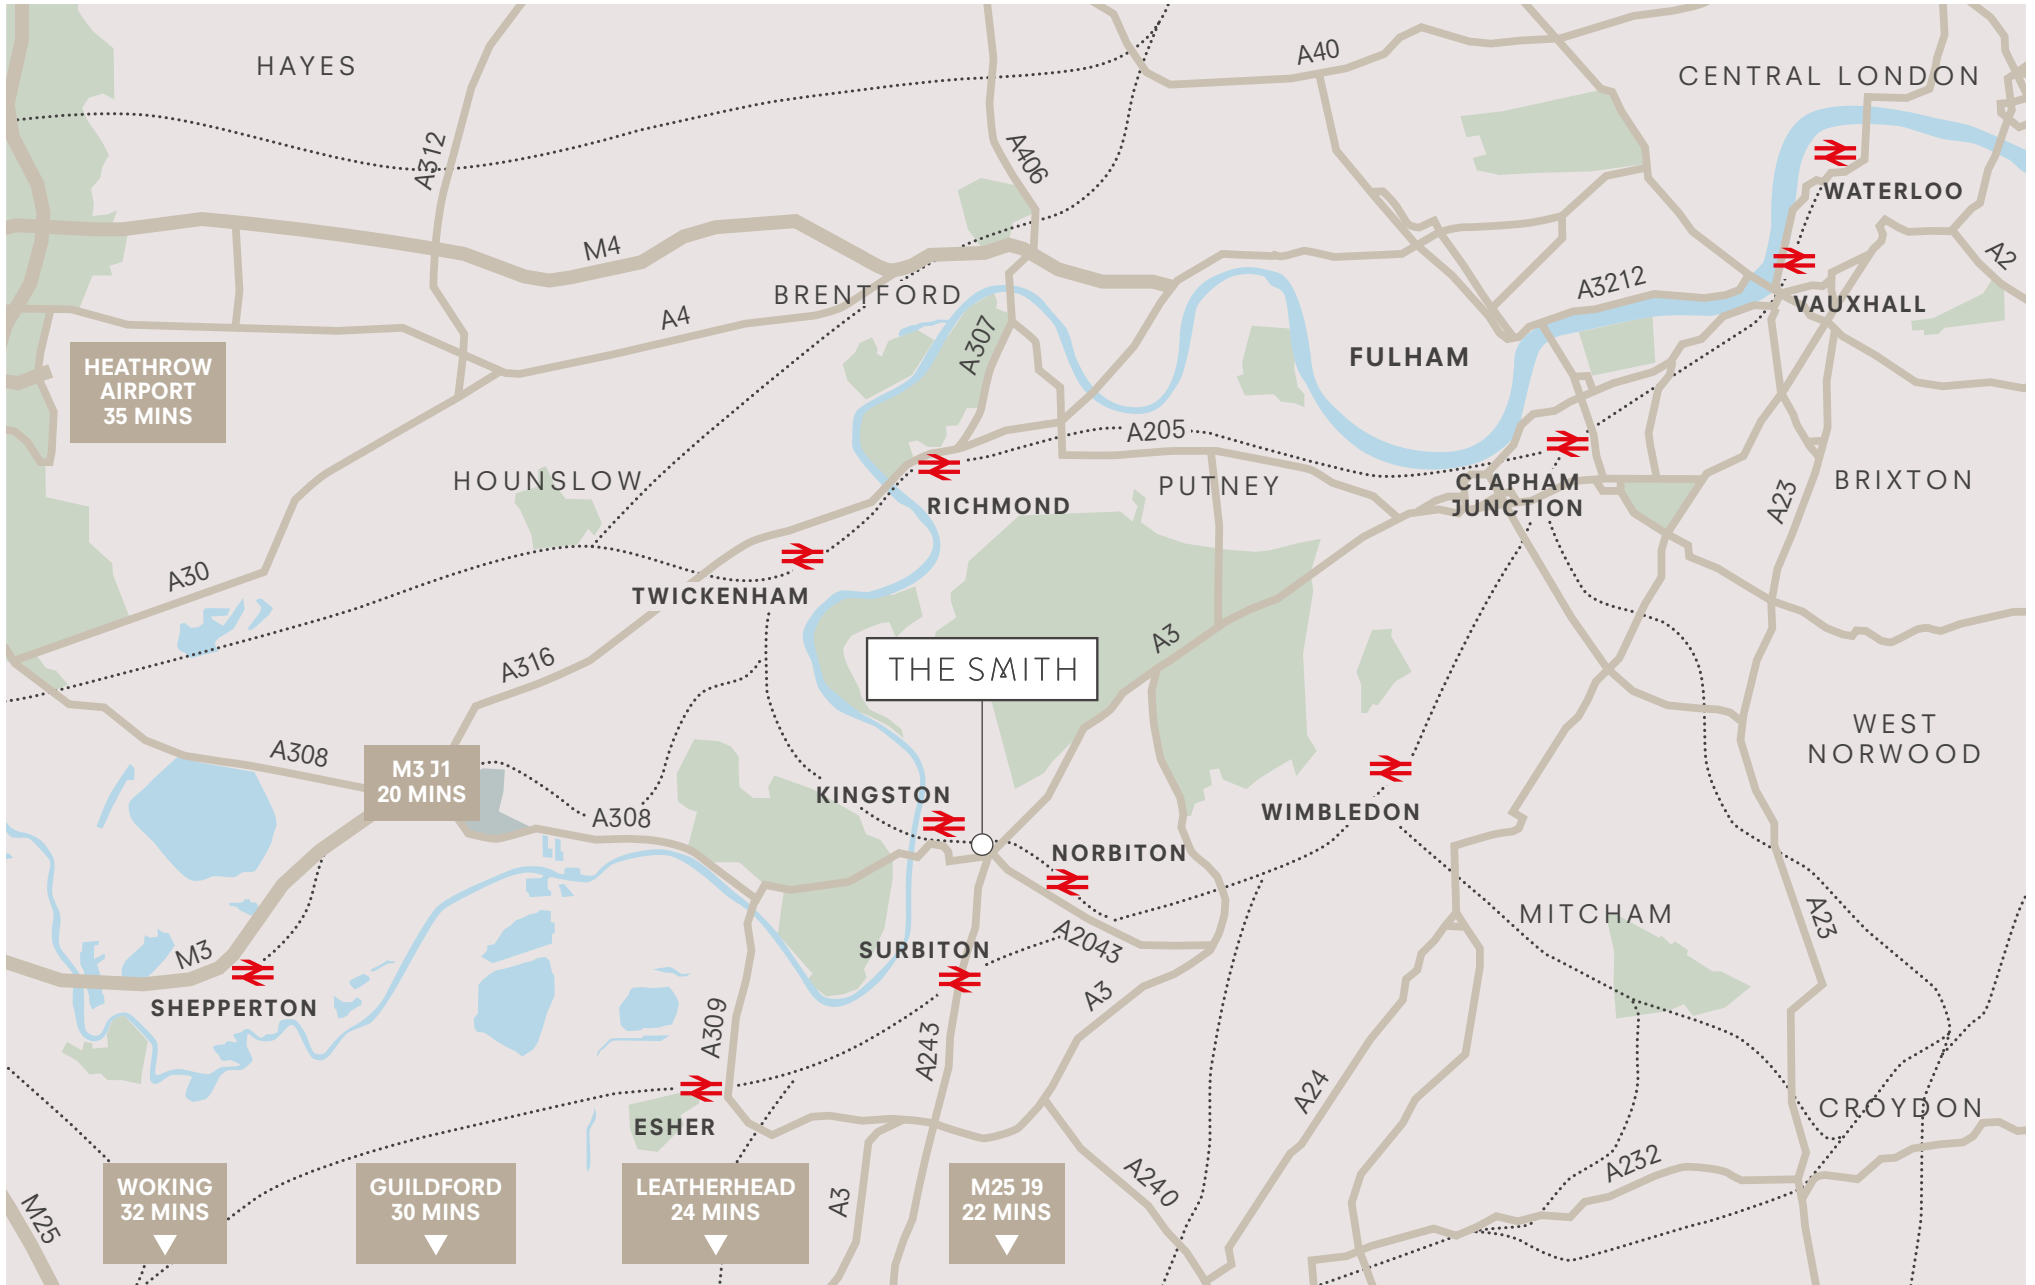 HAYES
A40
CENTRAL LONDON
A312
A406
WATERLOO
M4
A2
A3212
BRENTFORD
VAUXHALL
A4
A307
FULHAM
HEATHROW
AIRPORT
35 MINS
A205
HOUNSLOW
PUTNEY
CLAPHAM
JUNCTION
BRIXTON
A23
RICHMOND
A30
TWICKENHAM
A3
A316
THE SMITH
WEST
NORWOOD
A308
M3 J1
20 MINS
KINGSTON
A308
WIMBLEDON
NORBITON
MITCHAM
A23
M3
SURBITON
A2043
SHEPPERTON
A3
A309
A243
A24
ESHER
CROYDON
A232
A240
WOKING
32 MINS
GUILDFORD
30 MINS
LEATHERHEAD
24 MINS
A3
M25 J9
22 MINS
M25